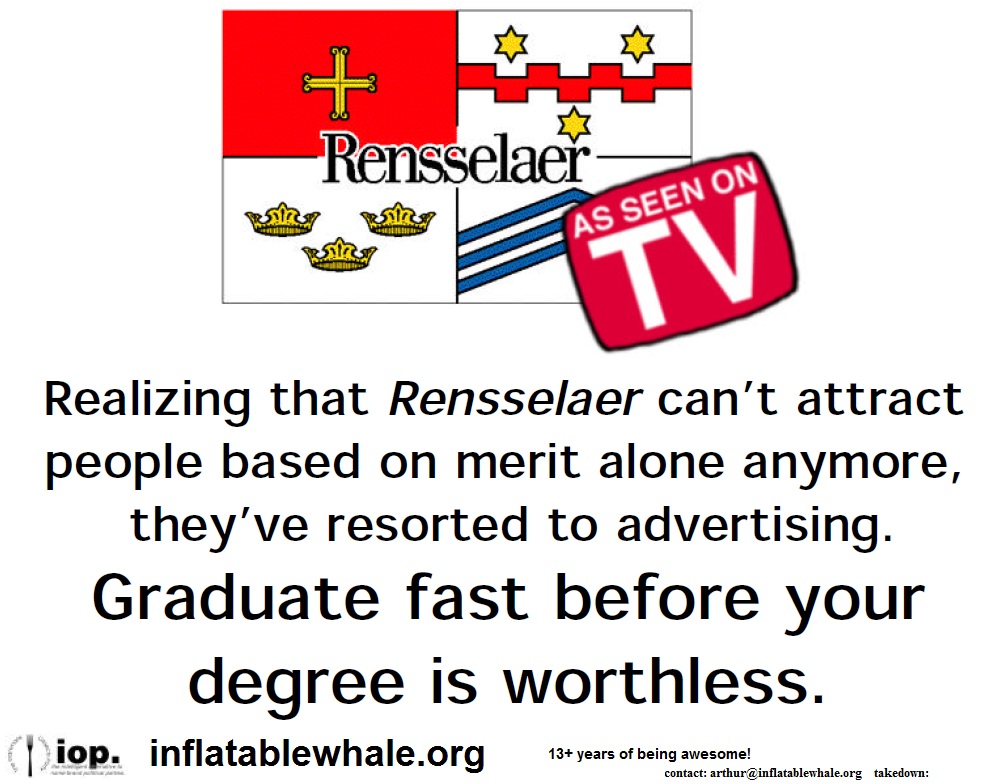 Rensselaer
AS SEEN ON
TV
Realizing that Rensselaer can't attract
people based on merit alone anymore,
they've resorted to advertising.
Graduate fast before your
degree is worthless.
iop.
inflatablewhale.org
13+ years of being awesome!
contact: arthur@inflatablewhale.org takedown: